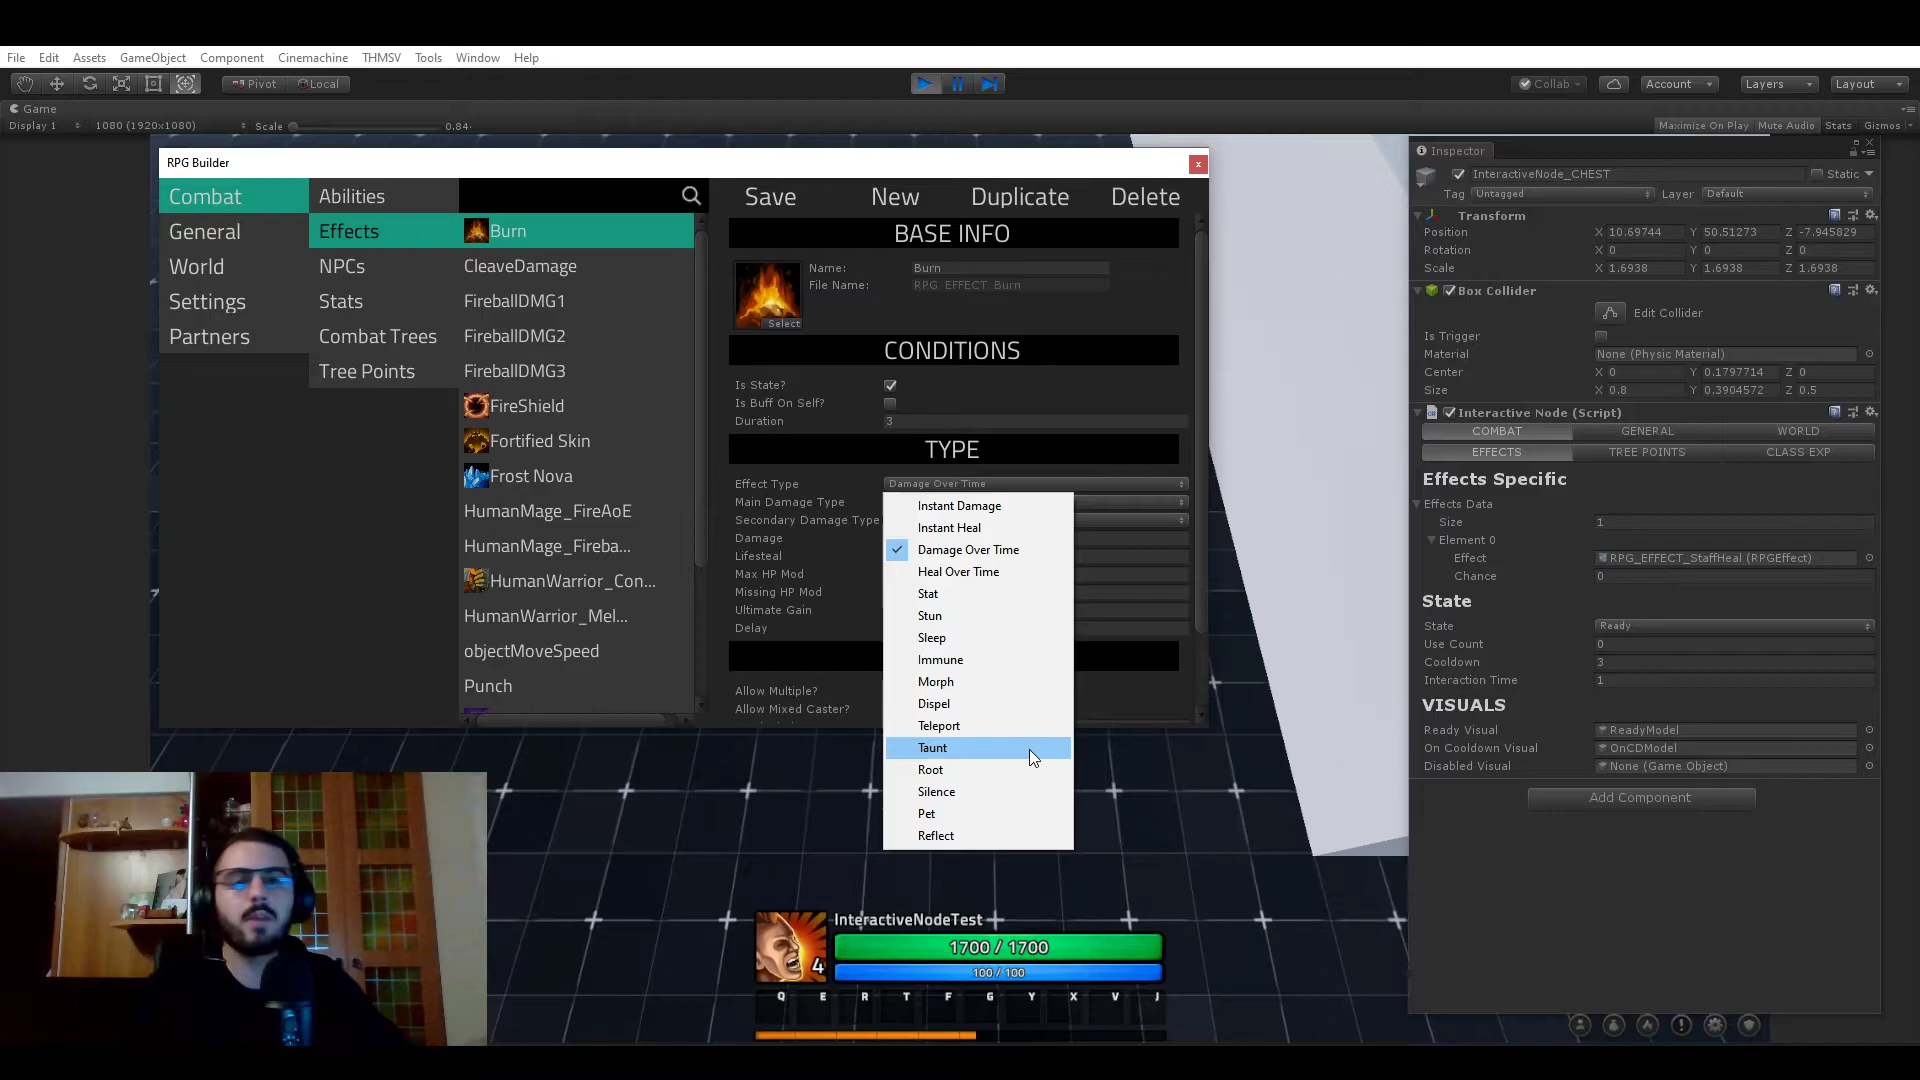 File Edit Assets GameObject Component Cinemachine THMSV Tools Window Help
Pivot Local Collab Account Layers Layout
Game
Display 1 1080 (1920x1080) Scale 0.84 Maximize On Play Mute Audio Stats Gizmos
RPG Builder x
Combat
General
World
Settings
Partners
Abilities
Effects
NPCs
Stats
Combat Trees
Tree Points
Burn
CleaveDamage
FireballDMG1
FireballDMG2
FireballDMG3
FireShield
Fortified Skin
Frost Nova
HumanMage_FireAoE
HumanMage_Fireba...
HumanWarrior_Con...
HumanWarrior_Mel...
objectMoveSpeed
Punch
Save New Duplicate Delete
BASE INFO
Name: Burn
File Name: RPG_EFFECT_Burn
Select
CONDITIONS
Is State?
Is Buff On Self?
Duration 3
TYPE
Effect Type Damage Over Time
Main Damage Type
Secondary Damage Type
Damage
Lifesteal
Max HP Mod
Missing HP Mod
Ultimate Gain
Delay
Allow Multiple?
Allow Mixed Caster?
Instant Damage
Instant Heal
Damage Over Time
Heal Over Time
Stat
Stun
Sleep
Immune
Morph
Dispel
Teleport
Taunt
Root
Silence
Pet
Reflect
Inspector
InteractiveNode_CHEST Static
Tag Untagged Layer Default
Transform
Position X 10.69744 Y 50.51273 Z -7.945829
Rotation X 0 Y 0 Z 0
Scale X 1.6938 Y 1.6938 Z 1.6938
Box Collider
Edit Collider
Is Trigger
Material None (Physic Material)
Center X 0 Y 0.1797714 Z 0
Size X 0.8 Y 0.3904572 Z 0.5
Interactive Node (Script)
COMBAT GENERAL WORLD
EFFECTS TREE POINTS CLASS EXP
Effects Specific
Effects Data
Size 1
Element 0
Effect RPG_EFFECT_StaffHeal (RPGEffect)
Chance 0
State
State Ready
Use Count 0
Cooldown 3
Interaction Time 1
VISUALS
Ready Visual ReadyModel
On Cooldown Visual OnCDModel
Disabled Visual None (Game Object)
Add Component
InteractiveNodeTest
1700 / 1700
4
100 / 100
Q E R T F G Y X V J